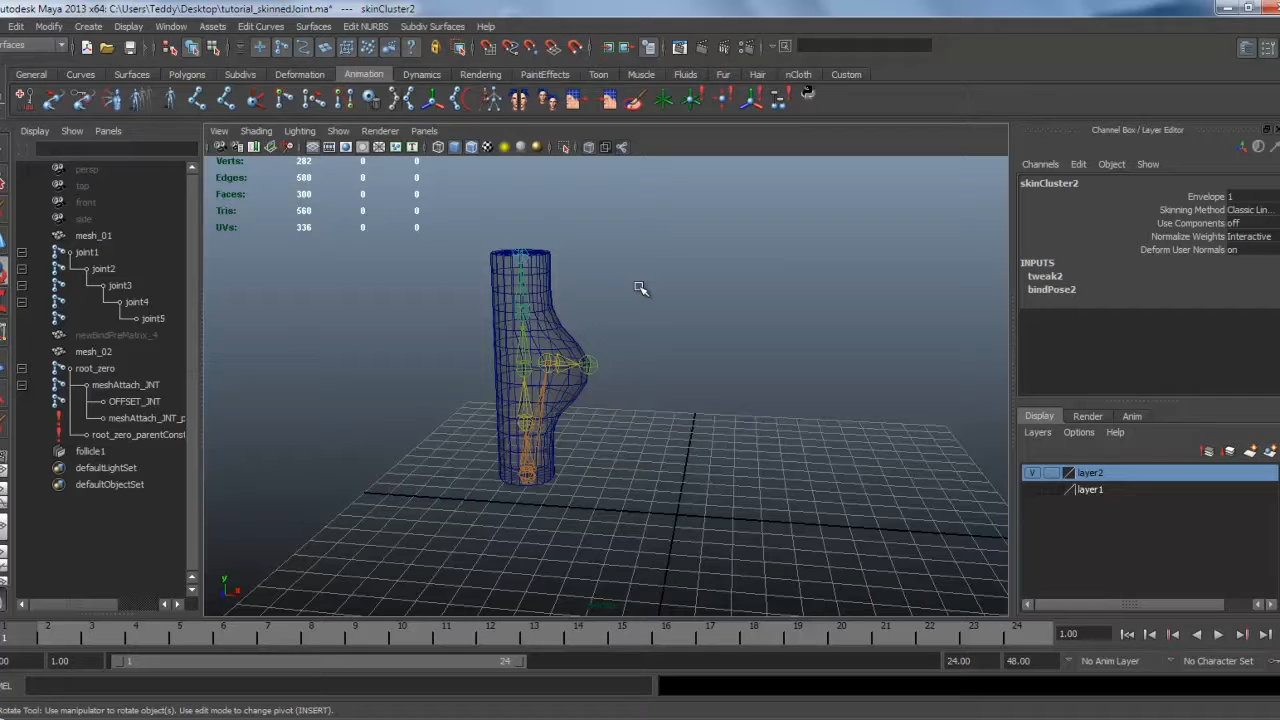 Autodesk Maya 2013 x64: C:\Users\Teddy\Desktop\tutorial_skinnedJoint.ma* --- skinCluster2
Edit Modify Create Display Window Assets Edit Curves Surfaces Edit NURBS Subdiv Surfaces Help
General Curves Surfaces Polygons Subdivs Deformation Animation Dynamics Rendering PaintEffects Toon Muscle Fluids Fur Hair nCloth Custom
Display Show Panels
View Shading Lighting Show Renderer Panels
Channel Box / Layer Editor
Channels Edit Object Show
Verts: 282 0 0
Edges: 580 0 0
Faces: 300 0 0
Tris: 560 0 0
UVs: 336 0 0
persp
top
front
side
mesh_01
joint1
joint2
joint3
joint4
joint5
newBindPreMatrix_4
mesh_02
root_zero
meshAttach_JNT
OFFSET_JNT
meshAttach_JNT_p
root_zero_parentConst
follicle1
defaultLightSet
defaultObjectSet
skinCluster2
Envelope 1
Skinning Method Classic Lin...
Use Components off
Normalize Weights Interactive
Deform User Normals on
INPUTS
tweak2
bindPose2
Display Render Anim
Layers Options Help
V layer2
layer1
y
x
1 2 3 4 5 6 7 8 9 10 11 12 13 14 15 16 17 18 19 20 21 22 23 24
1
1.00
1.00 1 24 24.00 48.00 No Anim Layer No Character Set
MEL
Rotate Tool: Use manipulator to rotate object(s). Use edit mode to change pivot (INSERT).